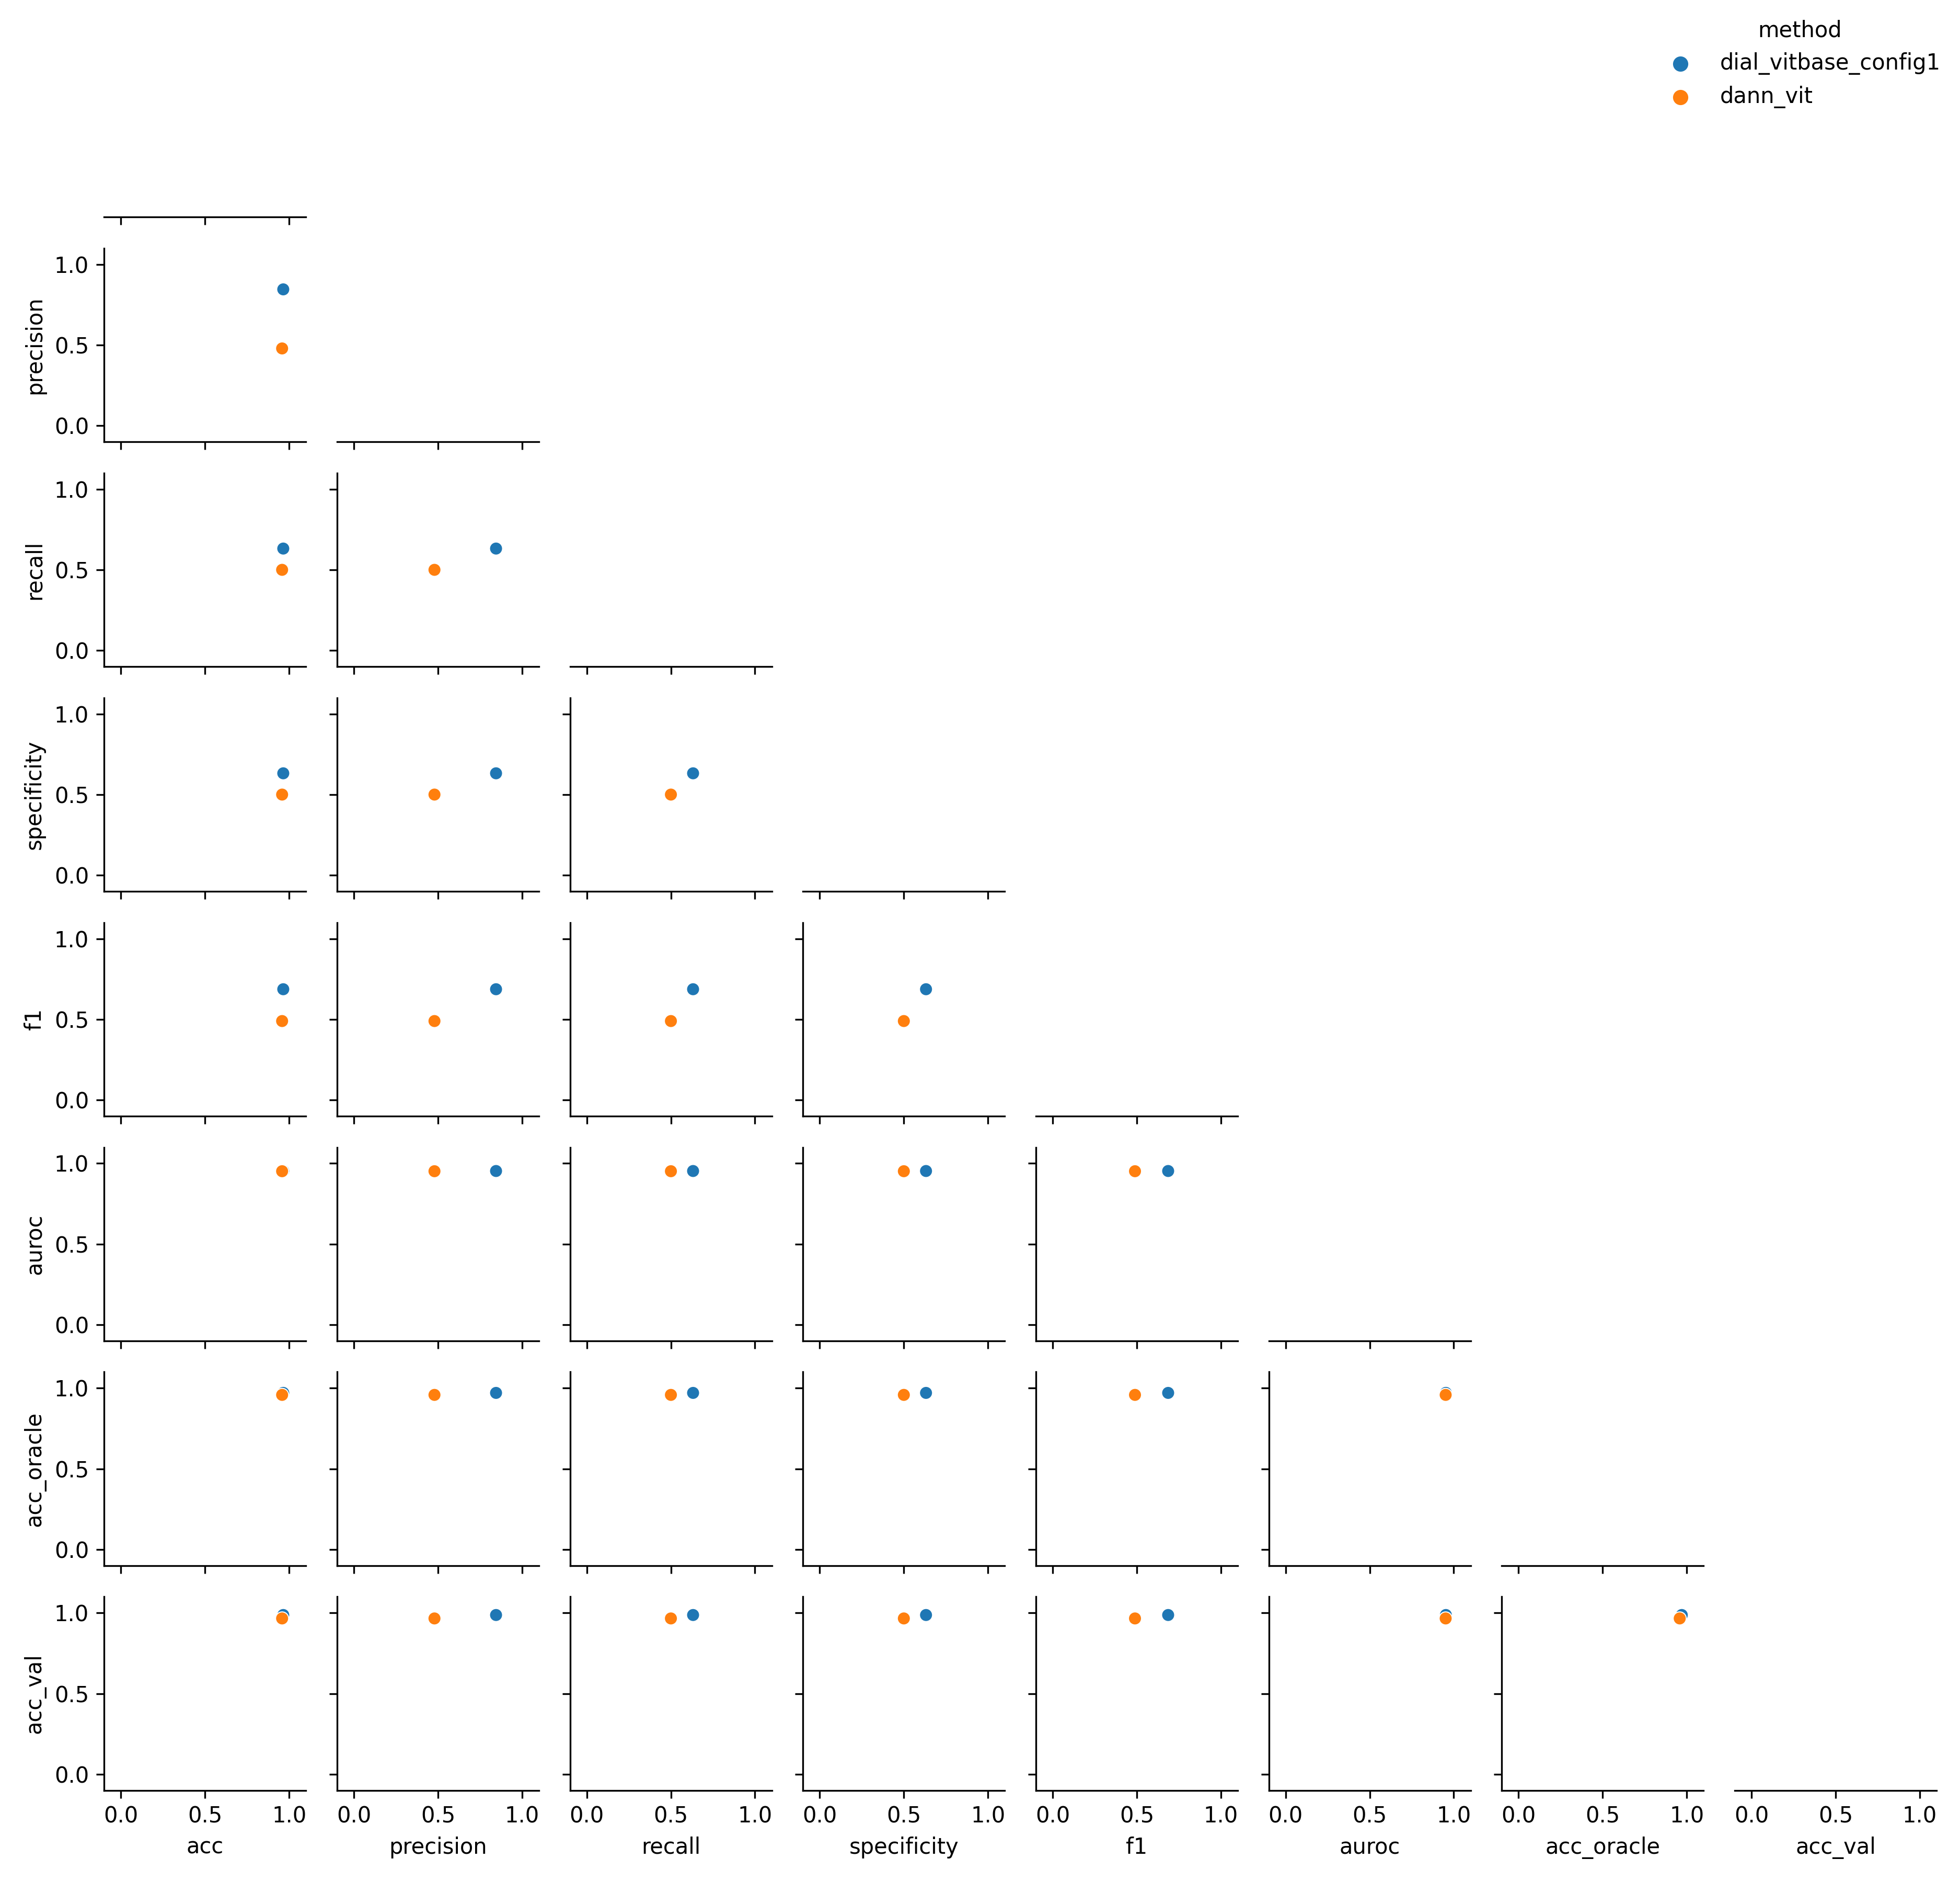 method
dial_vitbase_config1
dann_vit
1.0
0.5
0.0
precision
1.0
0.5
0.0
recall
1.0
0.5
0.0
specificity
1.0
0.5
0.0
f1
1.0
0.5
0.0
auroc
1.0
0.5
0.0
acc_oracle
1.0
0.5
0.0
acc_val
0.0 0.5 1.0 0.0 0.5 1.0 0.0 0.5 1.0 0.0 0.5 1.0 0.0 0.5 1.0 0.0 0.5 1.0 0.0 0.5 1.0 0.0 0.5 1.0
acc precision recall specificity f1 auroc acc_oracle acc_val